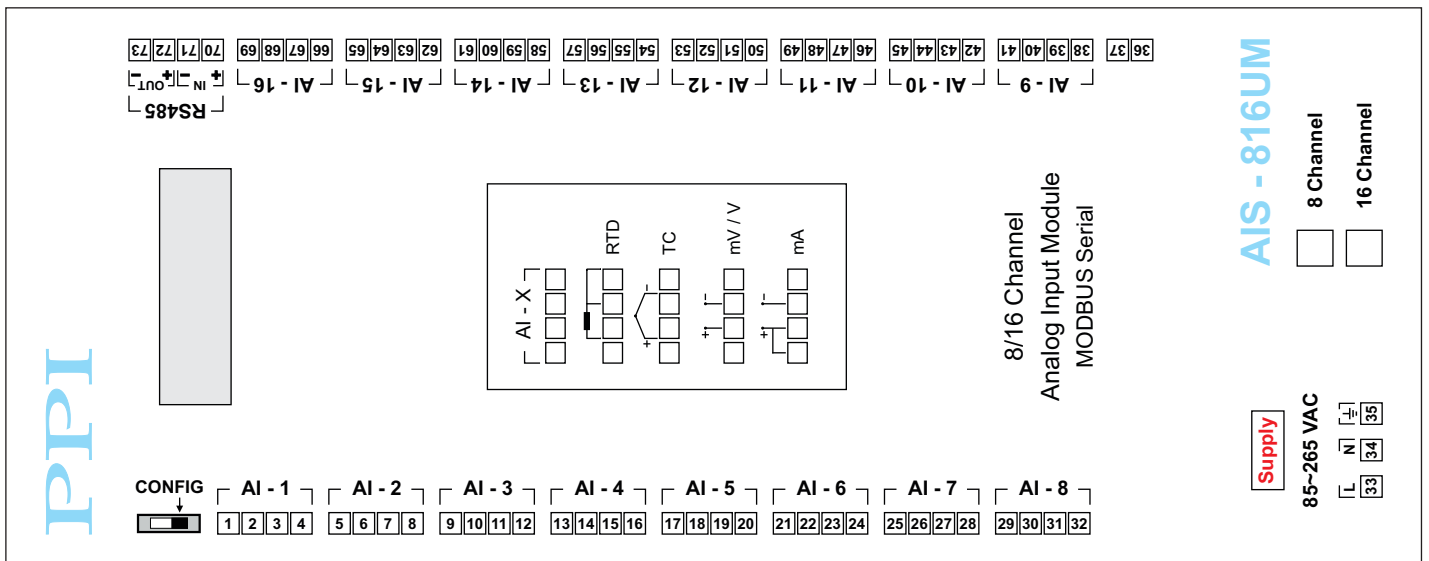 73 72 71 70 69 68 67 66 65 64 63 62 61 60 59 58 57 56 55 54 53 52 51 50 49 48 47 46 45 44 43 42 41 40 39 38 37 36
- OUT + - IN + AI - 16 AI - 15 AI - 14 AI - 13 AI - 12 AI - 11 AI - 10 AI - 9
RS485
PPI
AI - X
RTD
TC
+ -
mV / V
+ -
mA
+ -
8/16 Channel
Analog Input Module
MODBUS Serial
AIS - 816UM
8 Channel
16 Channel
Supply
85~265 VAC
L N
33 34 35
CONFIG AI - 1 AI - 2 AI - 3 AI - 4 AI - 5 AI - 6 AI - 7 AI - 8
1 2 3 4 5 6 7 8 9 10 11 12 13 14 15 16 17 18 19 20 21 22 23 24 25 26 27 28 29 30 31 32